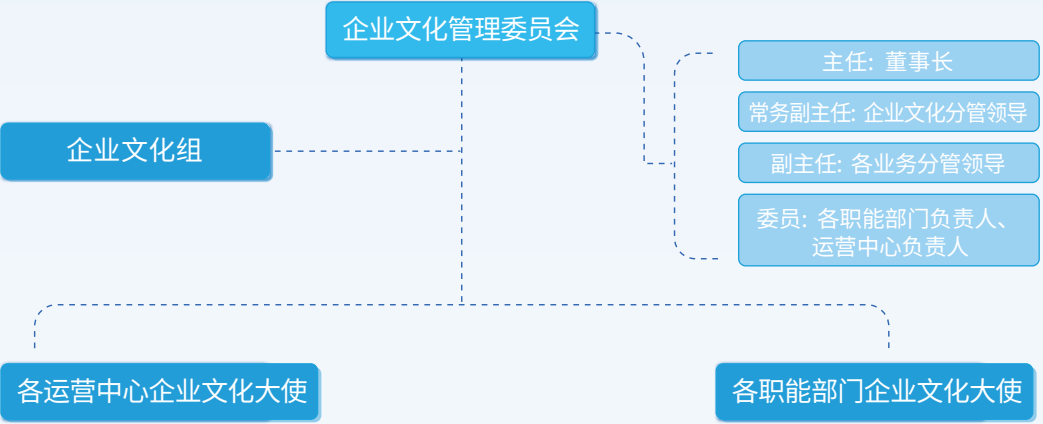 企业文化管理委员会
主任: 董事长
常务副主任: 企业文化分管领导
副主任: 各业务分管领导
委员: 各职能部门负责人、
运营中心负责人
企业文化组
各运营中心企业文化大使
各职能部门企业文化大使